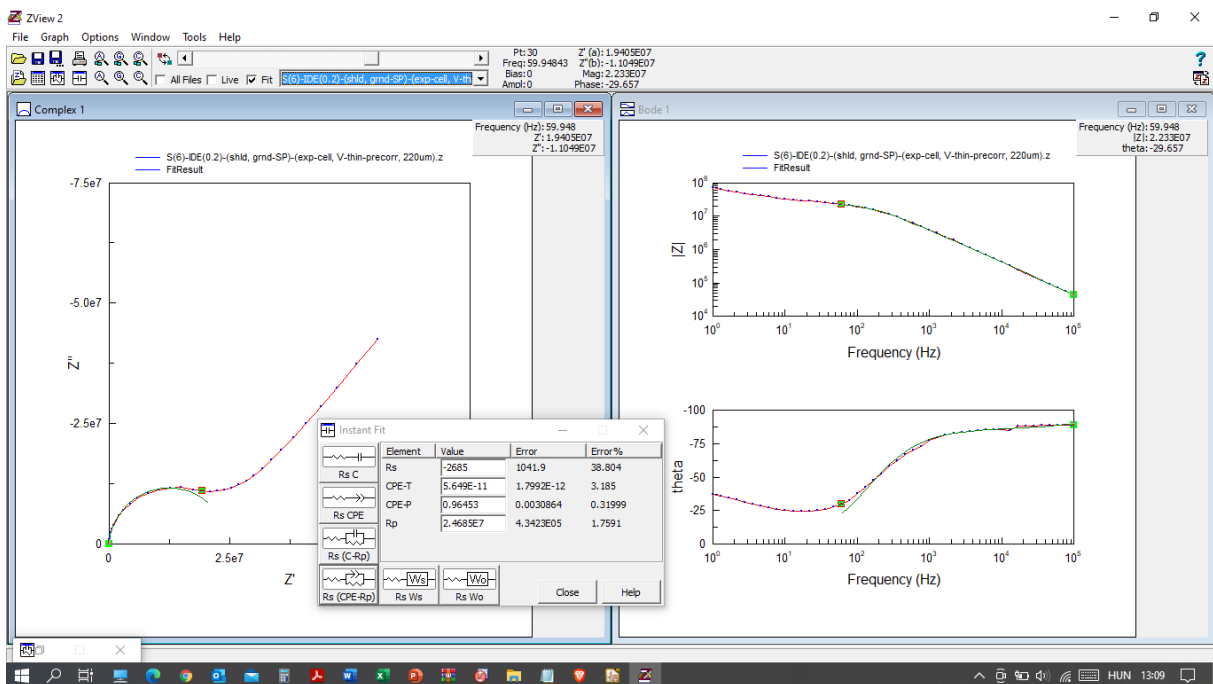 ZView 2
File Graph Options Window Tools Help
All Files Live Fit S(6)-IDE(0.2)-(shld, grnd-SP)-(exp-cell, V-th
Pt:30 Z' (a): 1.9405E07
Freq:59.94843 Z"(b):-1.1049E07
Bias:0 Mag:2.233E07
Ampl:0 Phase:-29.657
Complex 1
Frequency (Hz): 59.948
Z': 1.9405E07
Z":-1.1049E07
S(6)-IDE(0.2)-(shld, grnd-SP)-(exp-cell, V-thin-precorr, 220um).z
FitResult
-7.5e7
-5.0e7
-2.5e7
0
0 2.5e7
Z''
Z'
Instant Fit
Element Value Error Error%
Rs -2685 1041.9 38.804
CPE-T 5.649E-11 1.7992E-12 3.185
CPE-P 0.96453 0.0030864 0.31999
Rp 2.4685E7 4.3423E05 1.7591
Rs C
Rs CPE
Rs (C-Rp)
Rs (CPE-Rp)
Ws
Rs Ws
Wo
Rs Wo
Close
Help
Bode 1
Frequency (Hz): 59.948
|Z|: 2.233E07
theta:-29.657
S(6)-IDE(0.2)-(shld, grnd-SP)-(exp-cell, V-thin-precorr, 220um).z
FitResult
10^8
10^7
10^6
10^5
10^4
|Z|
10^0 10^1 10^2 10^3 10^4 10^5
Frequency (Hz)
-100
-75
-50
-25
0
theta
10^0 10^1 10^2 10^3 10^4 10^5
Frequency (Hz)
HUN 13:09